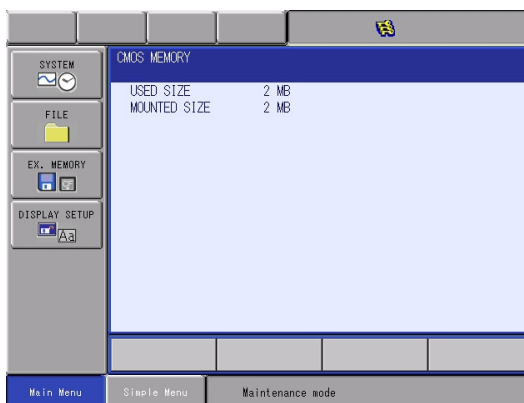 SYSTEM
FILE
EX. MEMORY
DISPLAY SETUP
Aa
CMOS MEMORY
USED SIZE 2 MB
MOUNTED SIZE 2 MB
Main Menu
Simple Menu
Maintenance mode